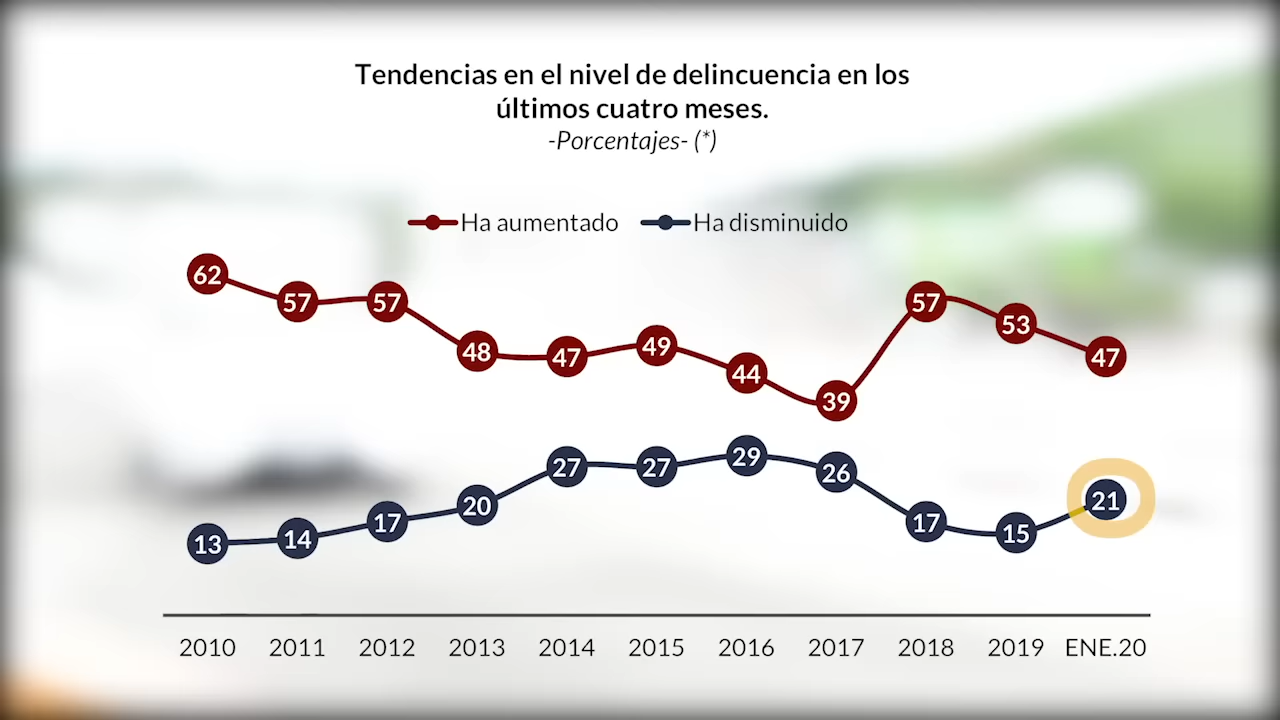 Tendencias en el nivel de delincuencia en los
últimos cuatro meses.
-Porcentajes- (*)
Ha aumentado Ha disminuido
62 57 57 48 47 49 44 39 57 53 47
13 14 17 20 27 27 29 26 17 15 21
2010 2011 2012 2013 2014 2015 2016 2017 2018 2019 ENE.20